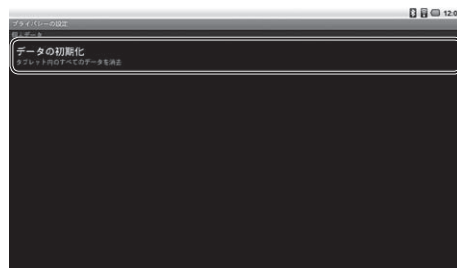 12:0
プライバシーの設定
個人データ
データの初期化
タブレット内のすべてのデータを消去